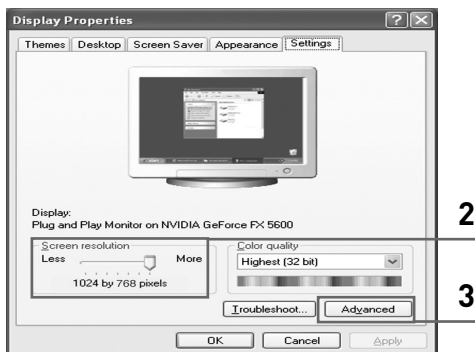 Display Properties
Themes Desktop Screen Saver Appearance Settings
Display:
Plug and Play Monitor on NVIDIA GeForce FX 5600
Screen resolution
Less More
1024 by 768 pixels
Color quality
Highest (32 bit)
2
Troubleshoot... Advanced
3
OK Cancel Apply